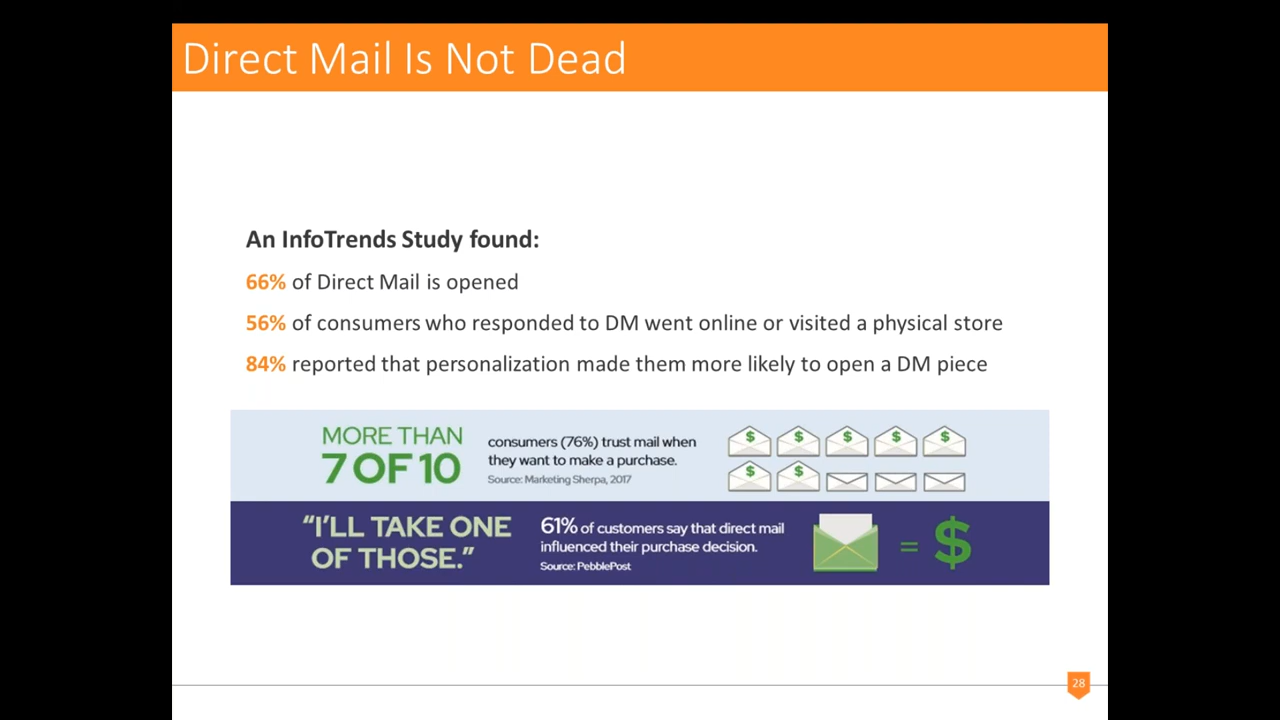 Direct Mail Is Not Dead
An InfoTrends Study found:
66% of Direct Mail is opened
56% of consumers who responded to DM went online or visited a physical store
84% reported that personalization made them more likely to open a DM piece
MORE THAN
7 OF 10
consumers (76%) trust mail when
they want to make a purchase.
Source: Marketing Sherpa, 2017
$ $ $ $ $
$ $
"I'LL TAKE ONE
OF THOSE."
61% of customers say that direct mail
influenced their purchase decision.
Source: PebblePost
= $
28